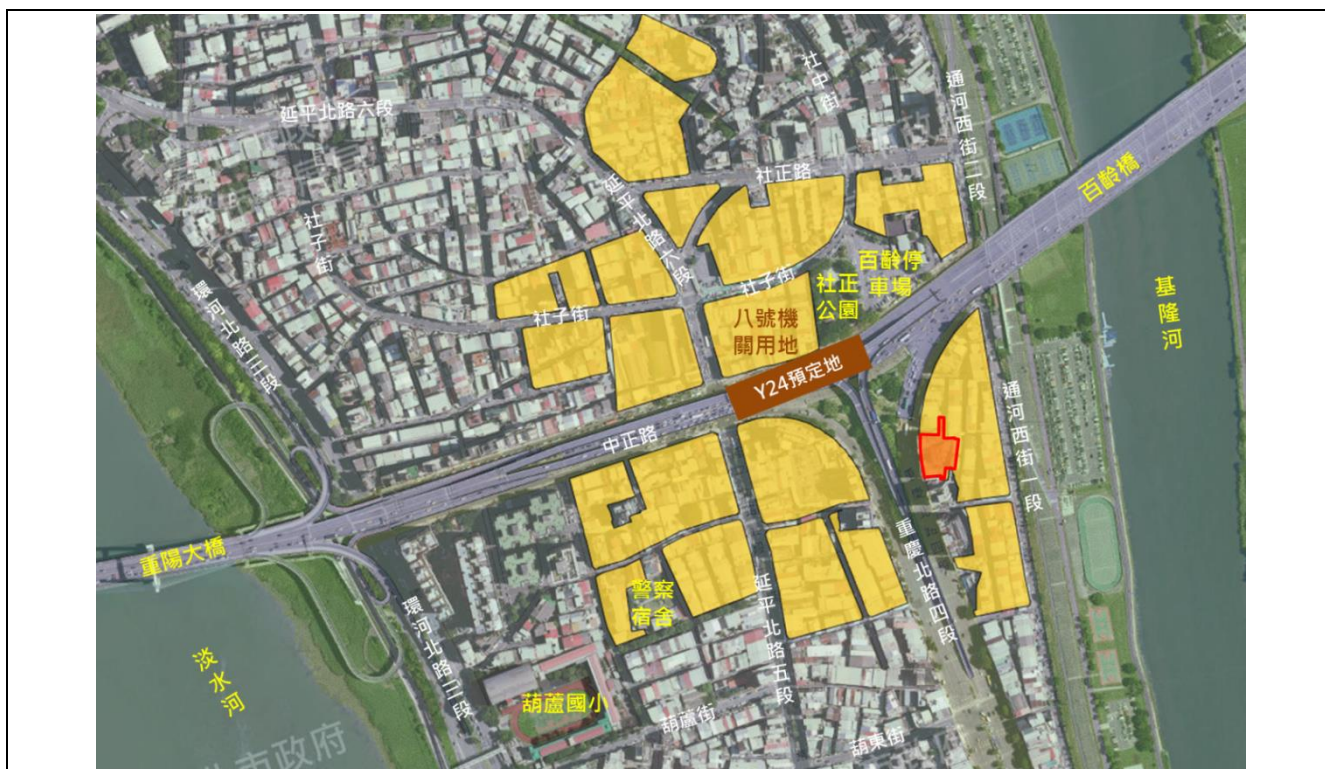 延平北路六段
社中街
通河西街二段
百齡橋
社正路
延平北路六段
社子街
環河北路三段
社子街
社子街
百齡停
車場
社正
公園
八號機
關用地
基隆河
Y24預定地
中正路
通河西街一段
重陽大橋
警察
宿舍
環河北路二段
延平北路五段
重慶北路四段
淡水河
葫蘆國小
葫蘆街
葫東街
市政府